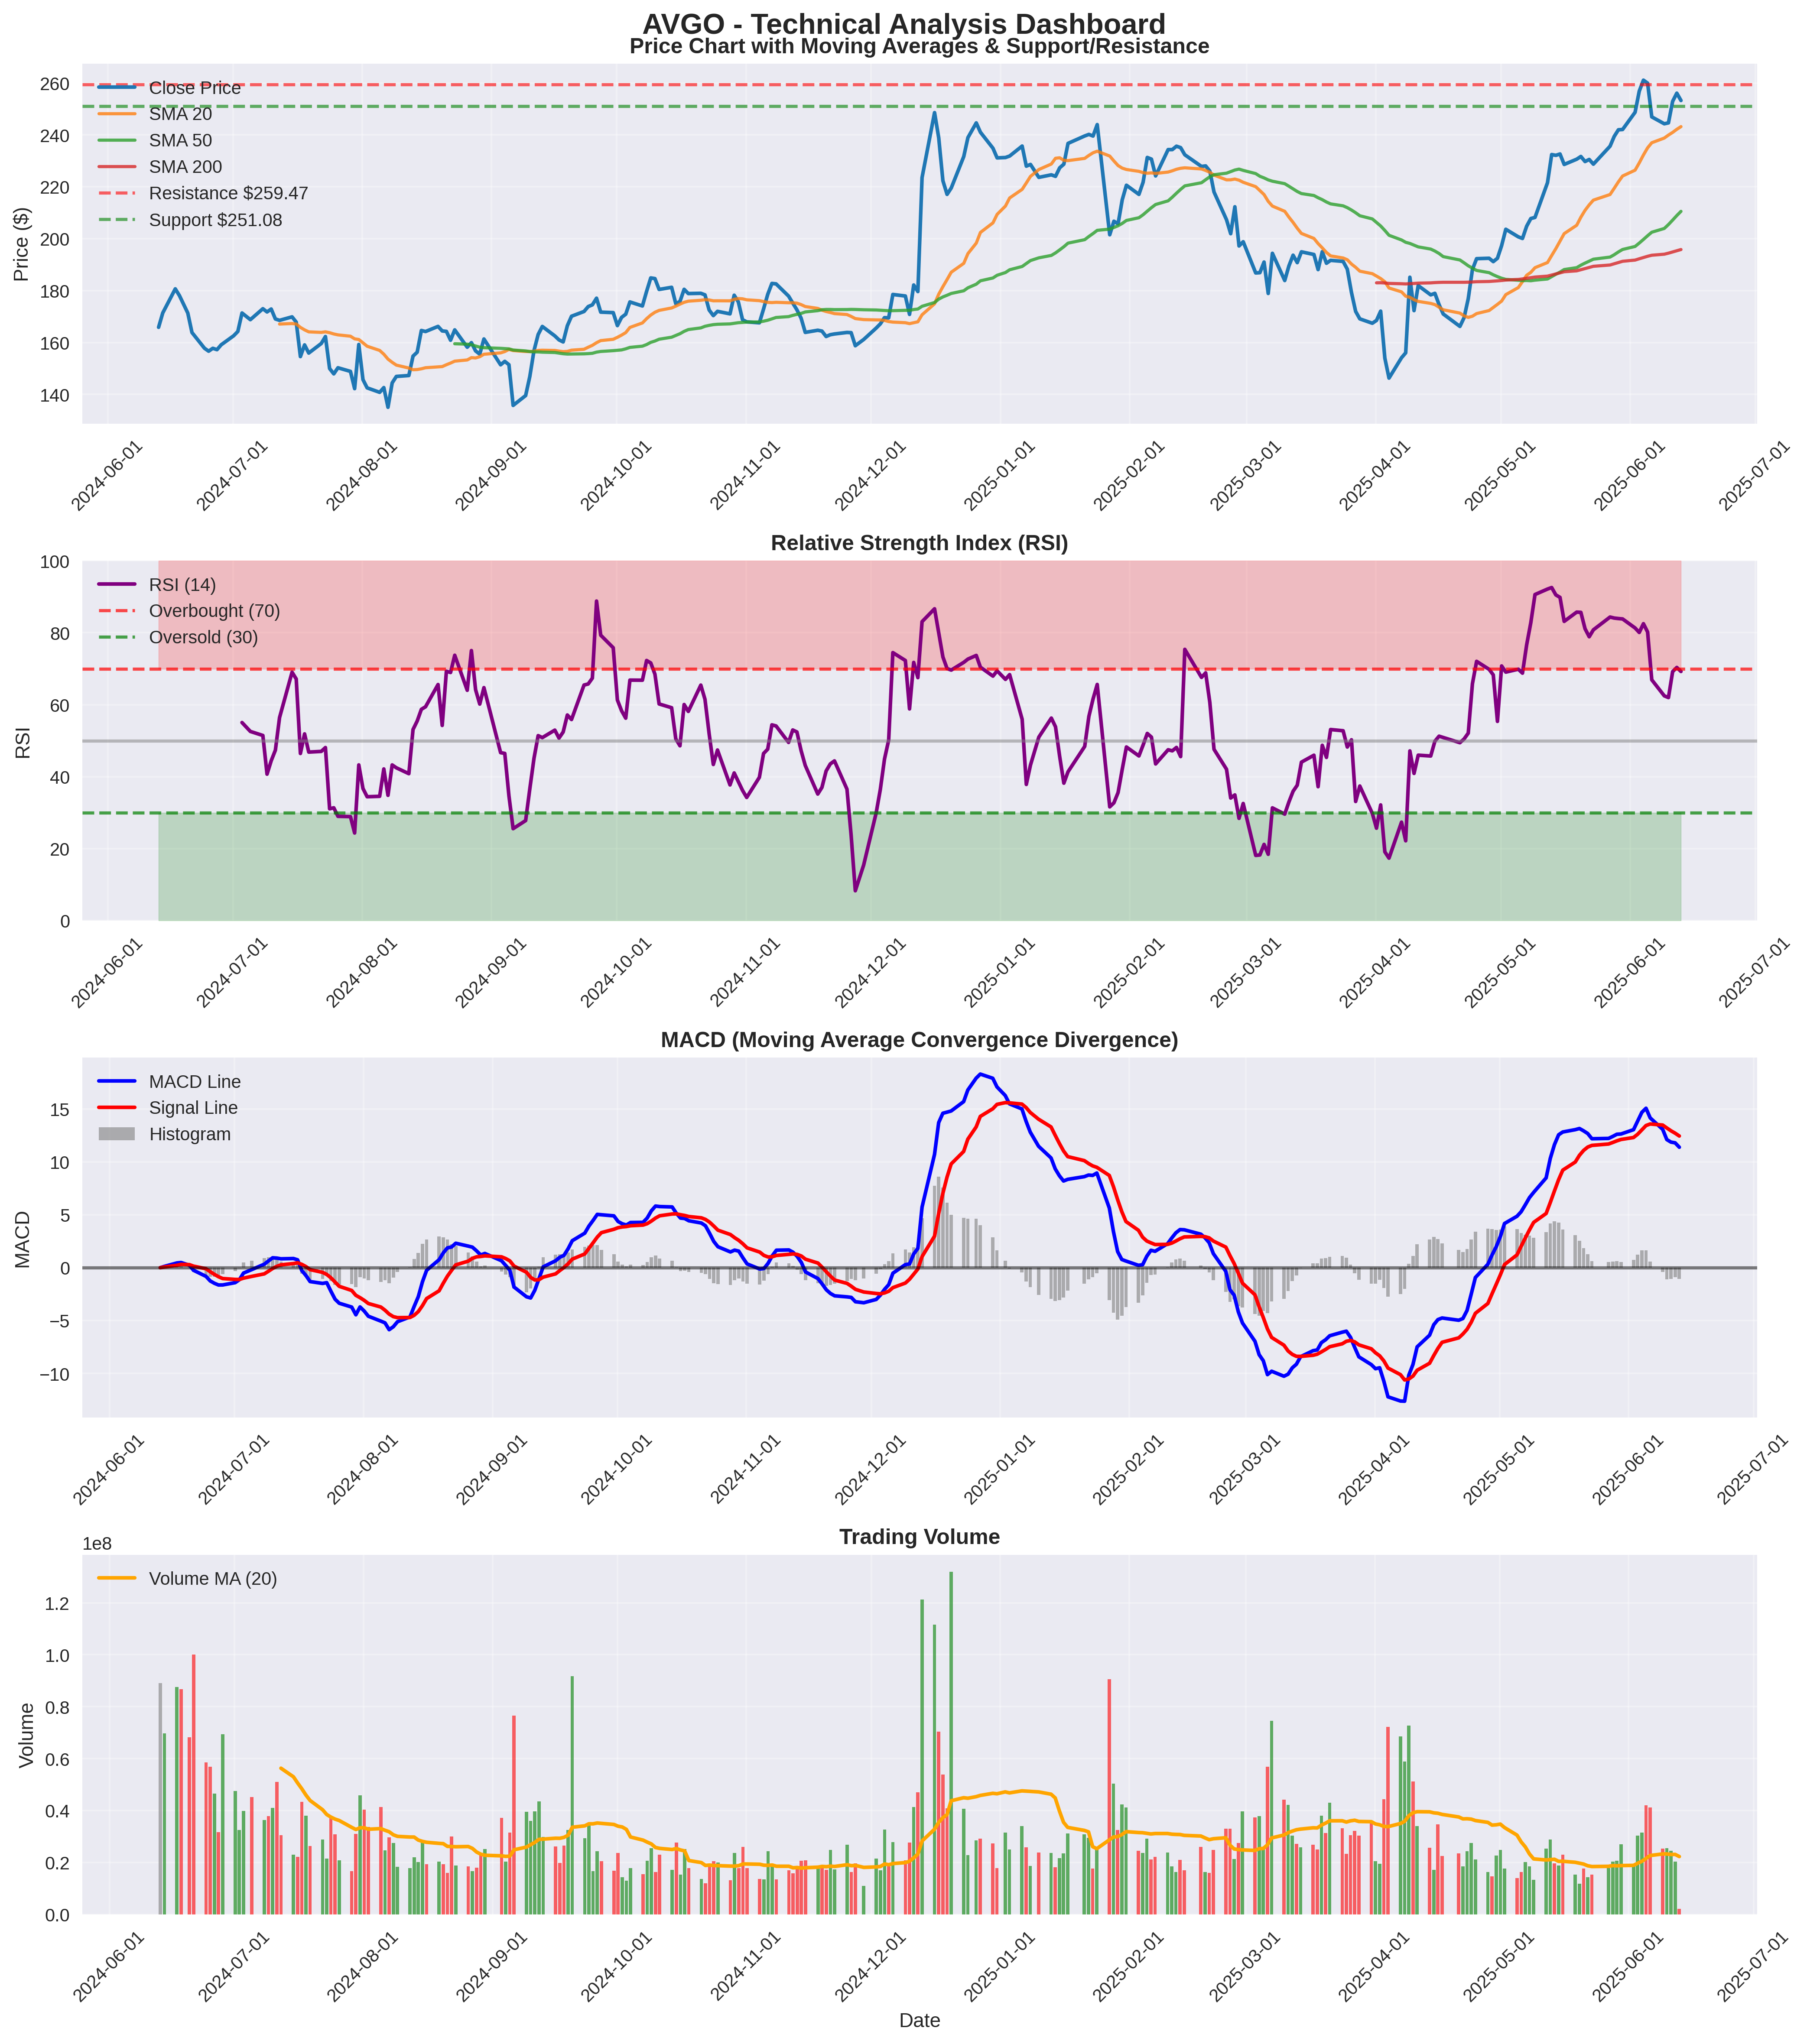 AVGO - Technical Analysis Dashboard
Price Chart with Moving Averages & Support/Resistance
Price ($)
260
240
220
200
180
160
140
Close Price
SMA 20
SMA 50
SMA 200
Resistance $259.47
Support $251.08
2024-06-01 2024-07-01 2024-08-01 2024-09-01 2024-10-01 2024-11-01 2024-12-01 2025-01-01 2025-02-01 2025-03-01 2025-04-01 2025-05-01 2025-06-01 2025-07-01
Relative Strength Index (RSI)
RSI
100
80
60
40
20
0
RSI (14)
Overbought (70)
Oversold (30)
2024-06-01 2024-07-01 2024-08-01 2024-09-01 2024-10-01 2024-11-01 2024-12-01 2025-01-01 2025-02-01 2025-03-01 2025-04-01 2025-05-01 2025-06-01 2025-07-01
MACD (Moving Average Convergence Divergence)
MACD
15
10
5
0
−5
−10
MACD Line
Signal Line
Histogram
2024-06-01 2024-07-01 2024-08-01 2024-09-01 2024-10-01 2024-11-01 2024-12-01 2025-01-01 2025-02-01 2025-03-01 2025-04-01 2025-05-01 2025-06-01 2025-07-01
Trading Volume
1e8
Volume
1.2
1.0
0.8
0.6
0.4
0.2
0.0
Volume MA (20)
2024-06-01 2024-07-01 2024-08-01 2024-09-01 2024-10-01 2024-11-01 2024-12-01 2025-01-01 2025-02-01 2025-03-01 2025-04-01 2025-05-01 2025-06-01 2025-07-01
Date